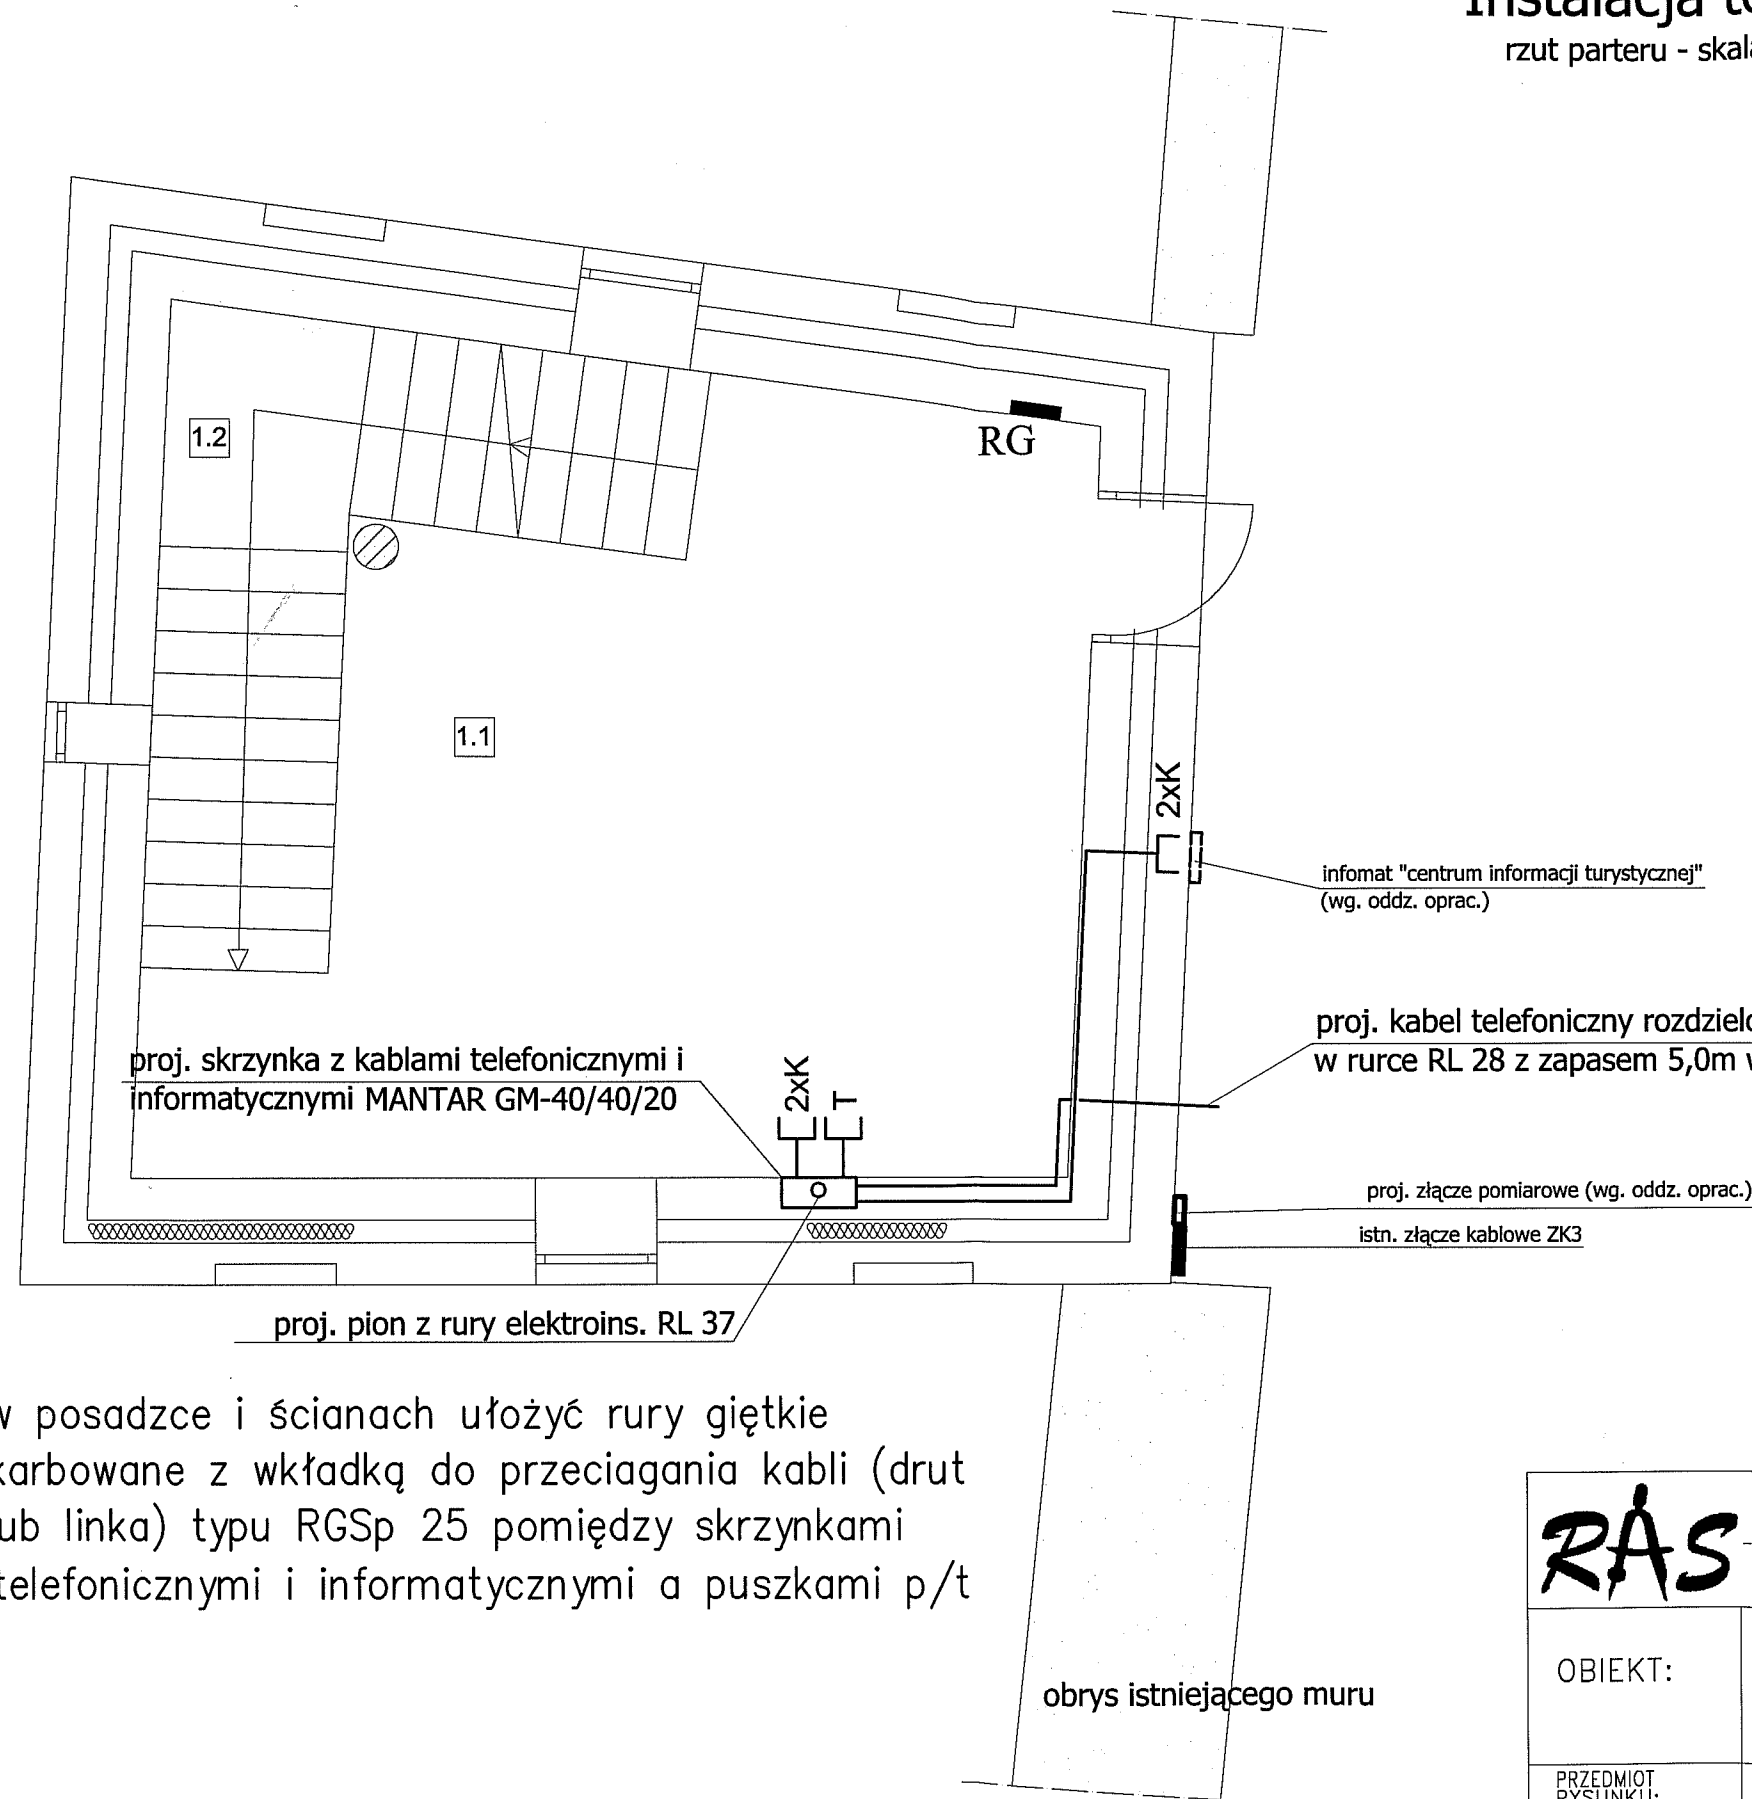 Instalacja t
rzut parteru - skal
1.2
RG
1.1
2xK
infomat "centrum informacji turystycznej"
(wg. oddz. oprac.)
proj. kabel telefoniczny
w rurce RL 28 z zapasem 5,0m
proj. skrzynka z kablami telefonicznymi i
informatycznymi MANTAR GM-40/40/20
2xK
T
proj. złącze pomiarowe (wg. oddz. oprac.)
istn. złącze kablowe ZK3
proj. pion z rury elektroins. RL 37
w posadzce i ścianach ułożyć rury giętkie
karbowane z wkładką do przeciagania kabli (drut
ub linka) typu RGSp 25 pomiędzy skrzynkami
telefonicznymi i informatycznymi a puszkami p/t
obrys istniejącego muru
RAS
OBIEKT:
PRZEDMIOT
RYSUNKU: